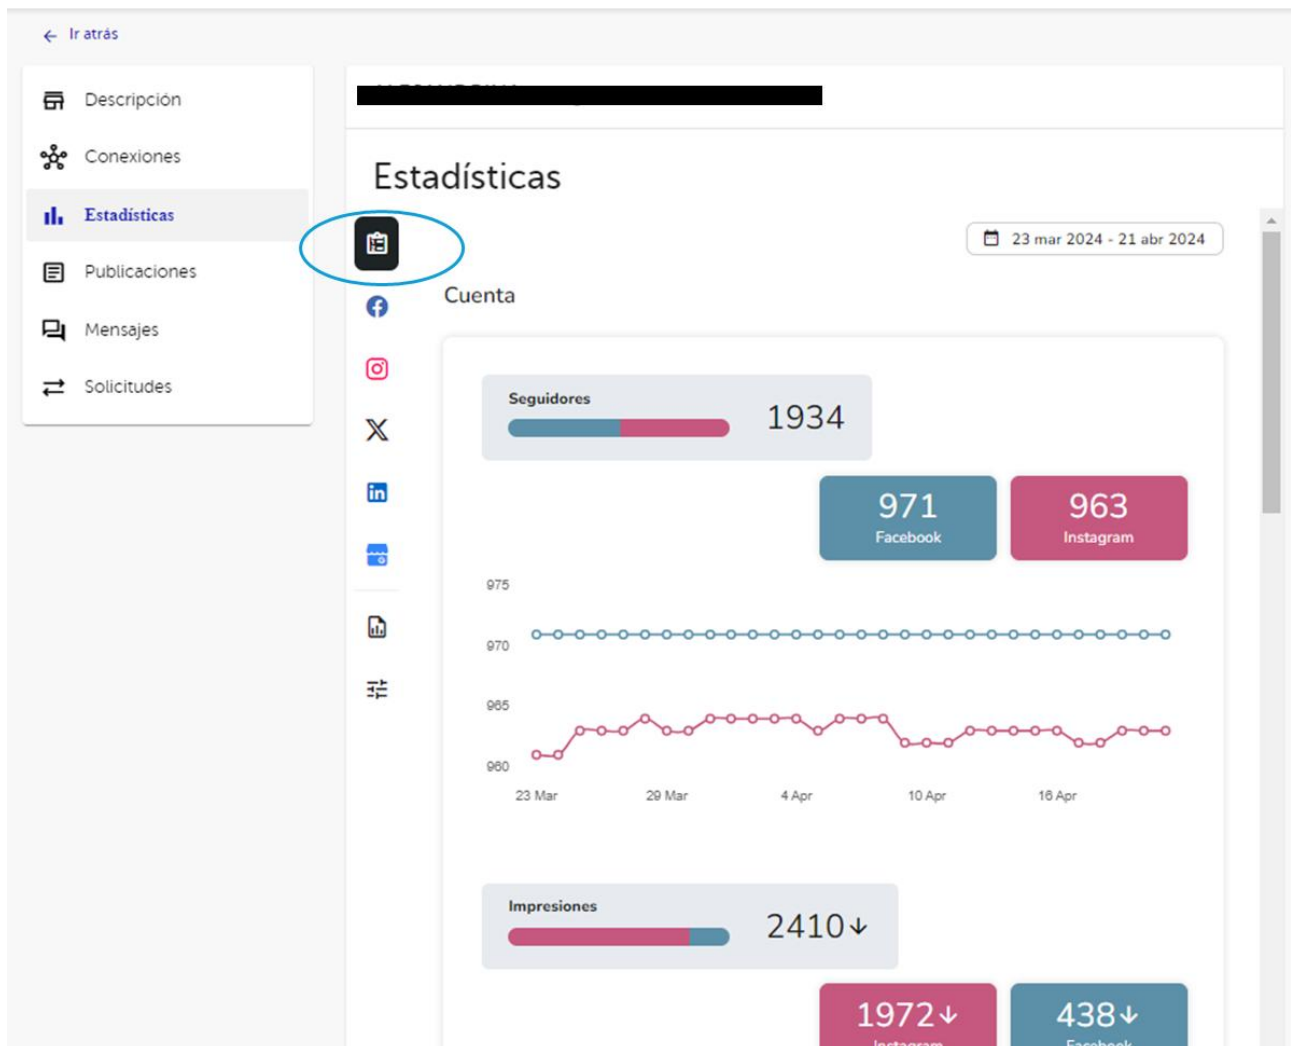 Ir atrás
Descripción
Conexiones
Estadísticas
Publicaciones
Mensajes
Solicitudes
Estadísticas
23 mar 2024 - 21 abr 2024
Cuenta
Seguidores
1934
971
Facebook
963
Instagram
975
970
965
960
23 Mar
29 Mar
4 Apr
10 Apr
16 Apr
Impresiones
2410
1972
Instagram
438
Facebook